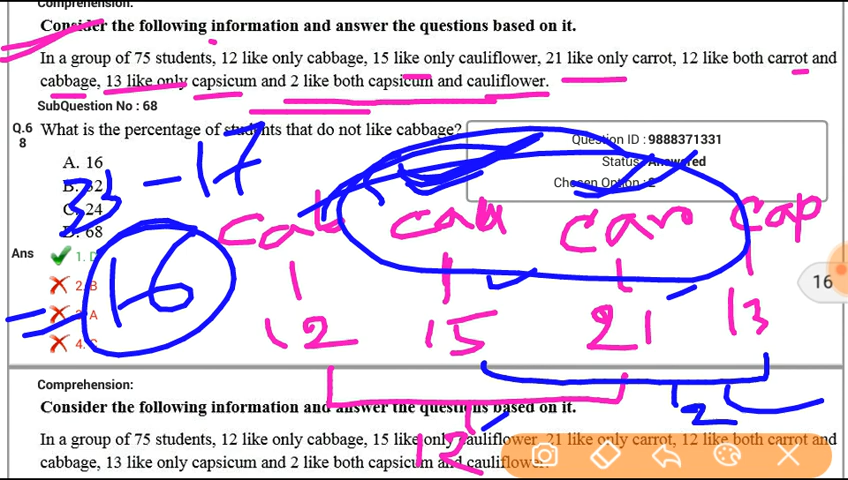 Comprehension:
Consider the following information and answer the questions based on it.
In a group of 75 students, 12 like only cabbage, 15 like only cauliflower, 21 like only carrot, 12 like both carrot and
cabbage, 13 like only capsicum and 2 like both capsicum and cauliflower.
SubQuestion No : 68
Q.6
8
What is the percentage of students that do not like cabbage?
Question ID : 9888371331
Status : Answered
Chosen Option : 2
A. 16
B. 32
C. 24
D. 68
33 - 17
= 16
Cab Cau Car Cap
12 15 21 13
12
2
Ans
1. D
2. B
3. A
4. C
16
Comprehension:
Consider the following information and answer the questions based on it.
In a group of 75 students, 12 like only cabbage, 15 like only cauliflower, 21 like only carrot, 12 like both carrot and
cabbage, 13 like only capsicum and 2 like both capsicum and cauliflower.